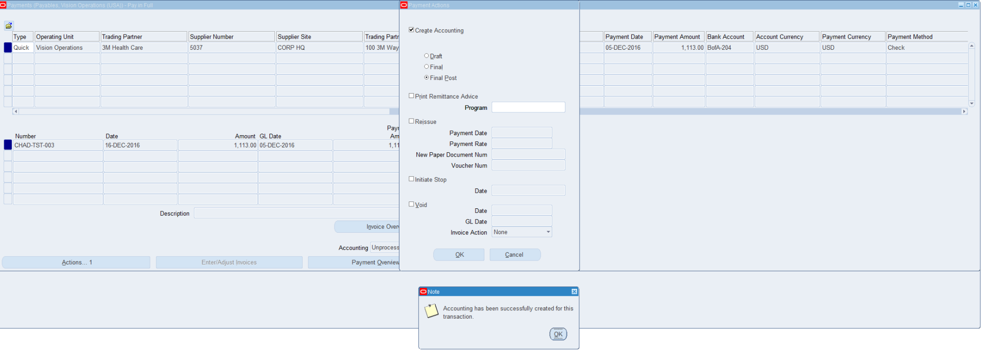 Payments (Payables, Vision Operations (USA)) - Pay in Full
Type Operating Unit Trading Partner Supplier Number Supplier Site Trading Partr
Quick Vision Operations 3M Health Care 5037 CORP HQ 100 3M Way
Payr
Number Date Amount GL Date Am
CHAD-TST-003 16-DEC-2016 1,113.00 05-DEC-2016 1,11
Description
Invoice Over
Accounting Unprocess
Actions... 1 Enter/Adjust Invoices Payment Overview
Payment Actions
Create Accounting
Draft
Final
Final Post
Print Remittance Advice
Program
Reissue
Payment Date
Payment Rate
New Paper Document Num
Voucher Num
Initiate Stop
Date
Void
Date
GL Date
Invoice Action None
OK Cancel
Payment Date Payment Amount Bank Account Account Currency Payment Currency Payment Method
05-DEC-2016 1,113.00 BofA-204 USD USD Check
Note
Accounting has been successfully created for this
transaction.
OK